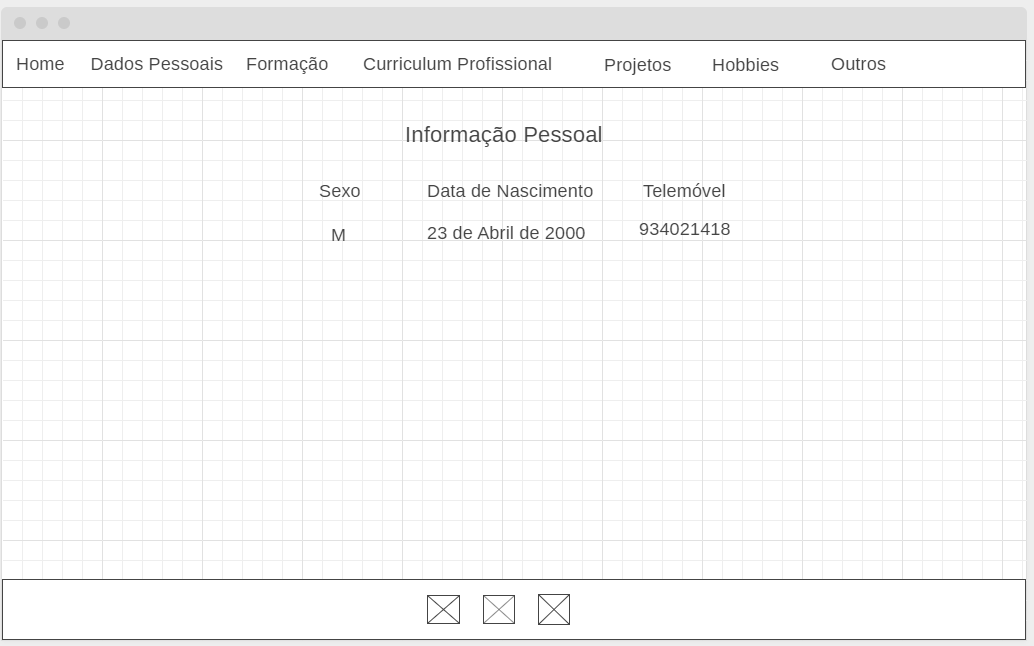 Home Dados Pessoais Formação Curriculum Profissional Projetos Hobbies Outros
Informação Pessoal
Sexo Data de Nascimento Telemóvel
M 23 de Abril de 2000 934021418